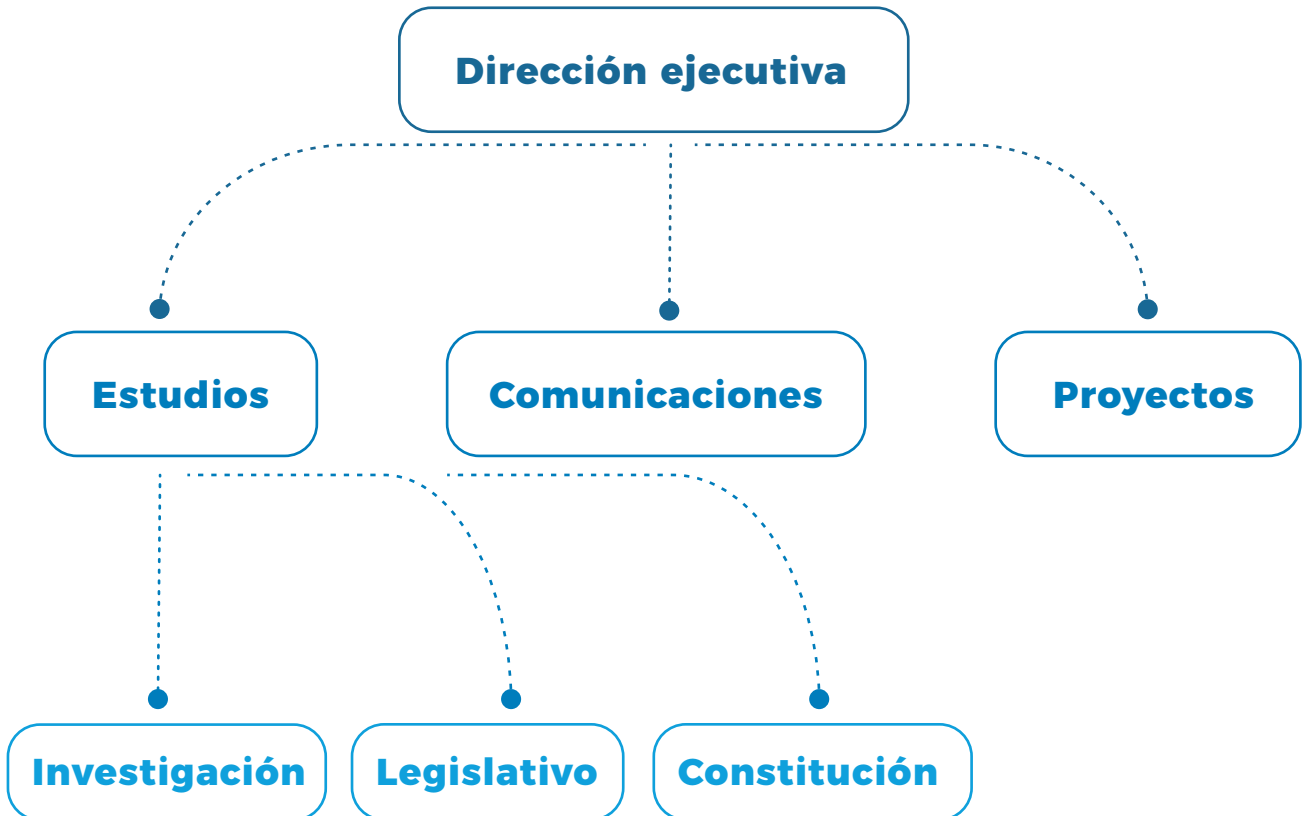 Dirección ejecutiva
Estudios
Comunicaciones
Proyectos
Investigación
Legislativo
Constitución